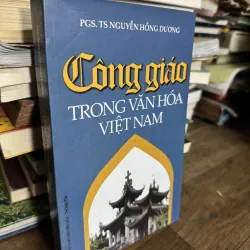 PGS. TS NGUYỄN HỒNG DƯƠNG
Công giáo
TRONG VĂN HÓA
VIỆT NAM